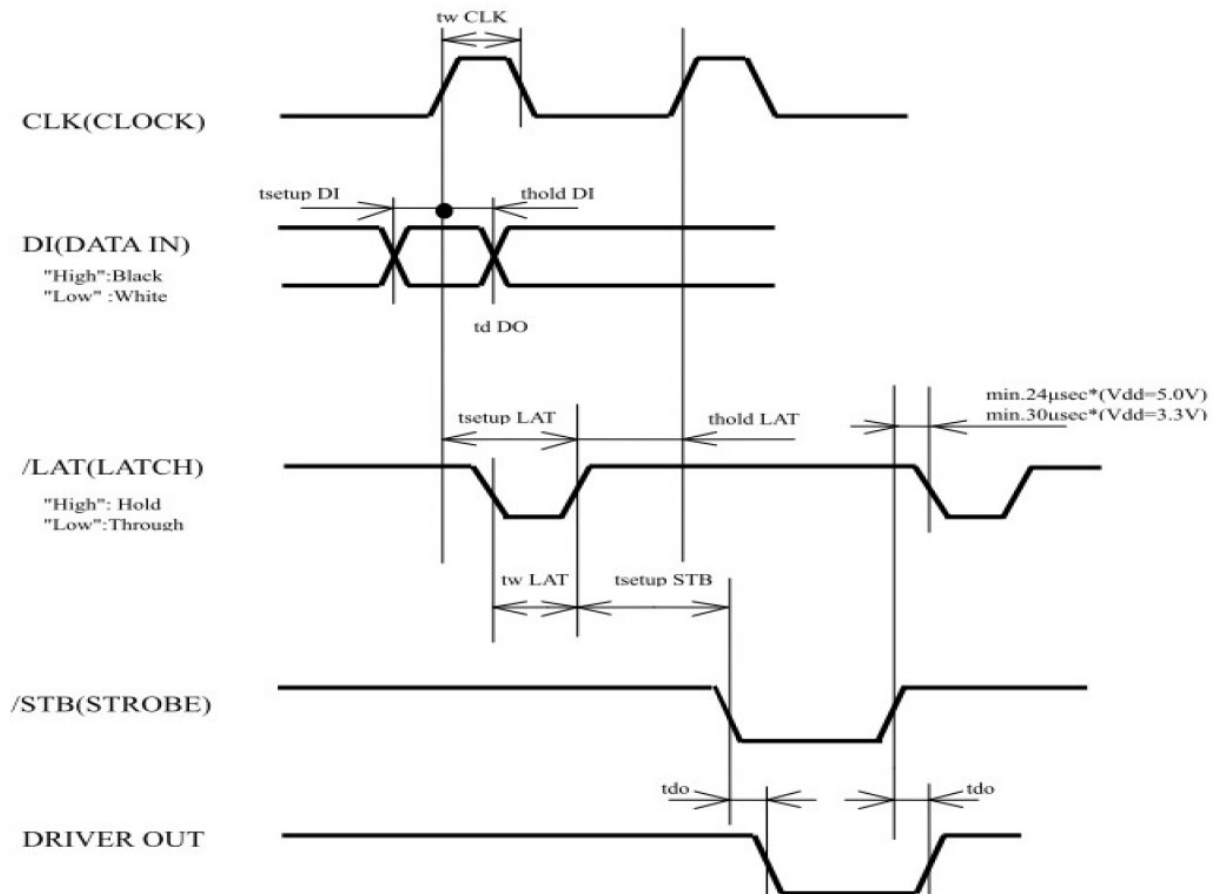 tw CLK
CLK(CLOCK)
tsetup DI
thold DI
DI(DATA IN)
"High":Black
"Low" :White
td DO
min.24μsec*(Vdd=5.0V)
min.30μsec*(Vdd=3.3V)
tsetup LAT
thold LAT
/LAT(LATCH)
"High": Hold
"Low":Through
tw LAT
tsetup STB
/STB(STROBE)
tdo
tdo
DRIVER OUT